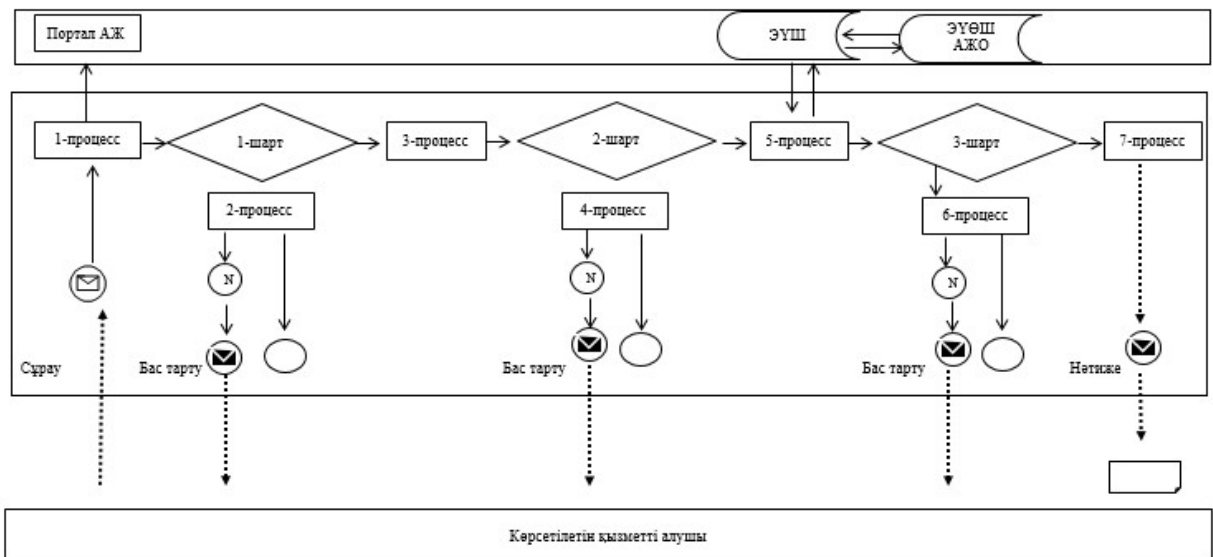 Портал АЖ
ЭҮШ
ЭҮӨШ
АЖО
1-процесс
1-шарт
3-процесс
2-шарт
5-процесс
3-шарт
7-процесс
2-процесс
4-процесс
6-процесс
N
N
N
Сұрау
Бас тарту
Бас тарту
Бас тарту
Нәтиже
Көрсетілетін қызметті алушы